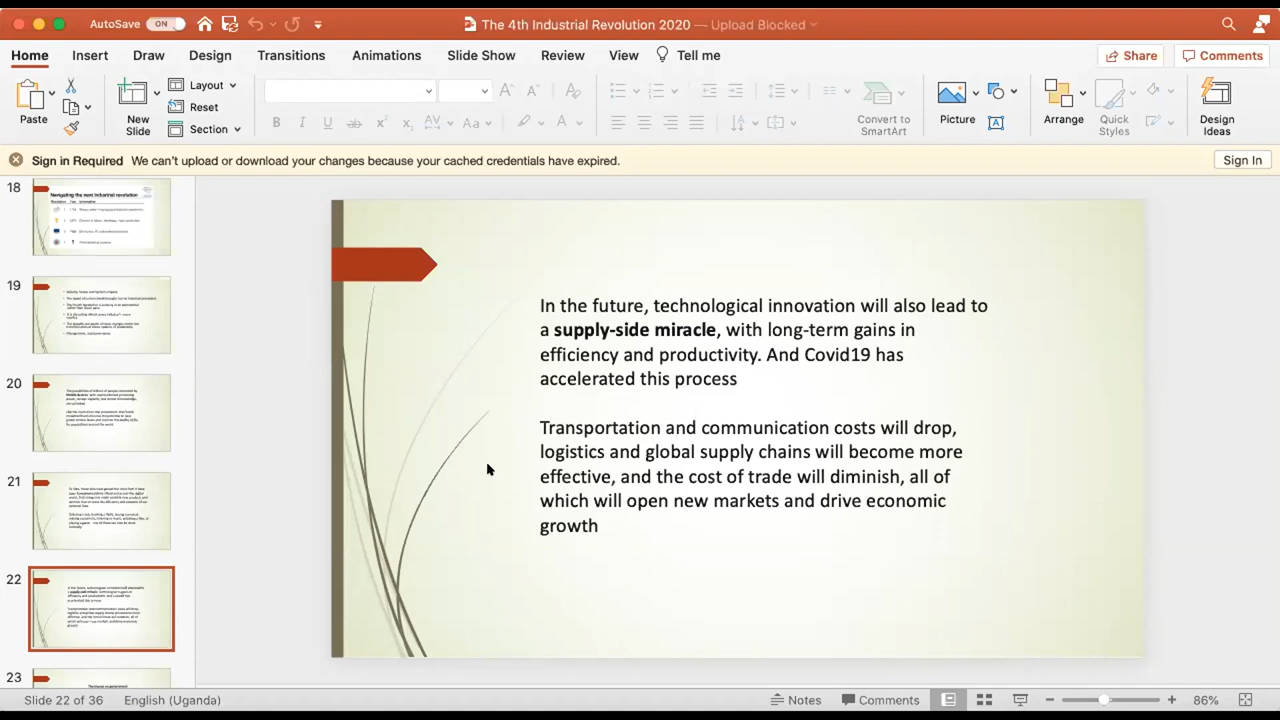 AutoSave ON The 4th Industrial Revolution 2020 — Upload Blocked
Home Insert Draw Design Transitions Animations Slide Show Review View Tell me Share Comments
Paste New Slide Layout Reset Section Convert to SmartArt Picture Arrange Quick Styles Design Ideas
Sign in Required We can't upload or download your changes because your cached credentials have expired. Sign In
18
Navigating the next industrial revolution
19
20
21
22
23
In the future, technological innovation will also lead to
a supply-side miracle, with long-term gains in
efficiency and productivity. And Covid19 has
accelerated this process
Transportation and communication costs will drop,
logistics and global supply chains will become more
effective, and the cost of trade will diminish, all of
which will open new markets and drive economic
growth
Slide 22 of 36 English (Uganda) Notes Comments 86%